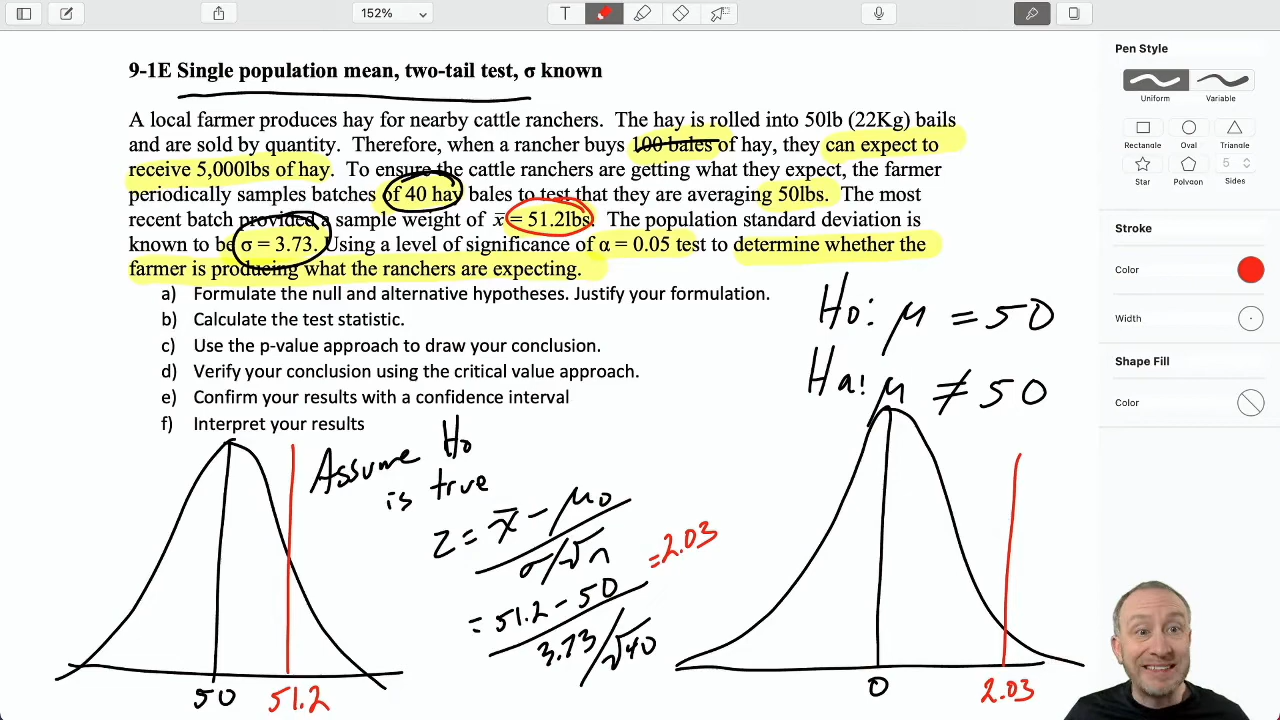 152%
T
Pen Style
9-1E Single population mean, two-tail test, σ known
Uniform
Variable
A local farmer produces hay for nearby cattle ranchers. The hay is rolled into 50lb (22Kg) bails
and are sold by quantity. Therefore, when a rancher buys 100 bales of hay, they can expect to
receive 5,000lbs of hay. To ensure the cattle ranchers are getting what they expect, the farmer
periodically samples batches of 40 hay bales to test that they are averaging 50lbs. The most
recent batch provided a sample weight of x̄ = 51.2lbs. The population standard deviation is
known to be σ = 3.73. Using a level of significance of α = 0.05 test to determine whether the
farmer is producing what the ranchers are expecting.
a) Formulate the null and alternative hypotheses. Justify your formulation.
b) Calculate the test statistic.
c) Use the p-value approach to draw your conclusion.
d) Verify your conclusion using the critical value approach.
e) Confirm your results with a confidence interval
f) Interpret your results
Rectangle
Oval
Triangle
Star
Polygon
5
Sides
Stroke
Color
Width
Shape Fill
Color
Ho: μ = 50
Ha: μ ≠ 50
Assume Ho
is true
z = x̄ - μ0
σ/√n
= 2.03
= 51.2 - 50
3.73/√40
50
51.2
0
2.03